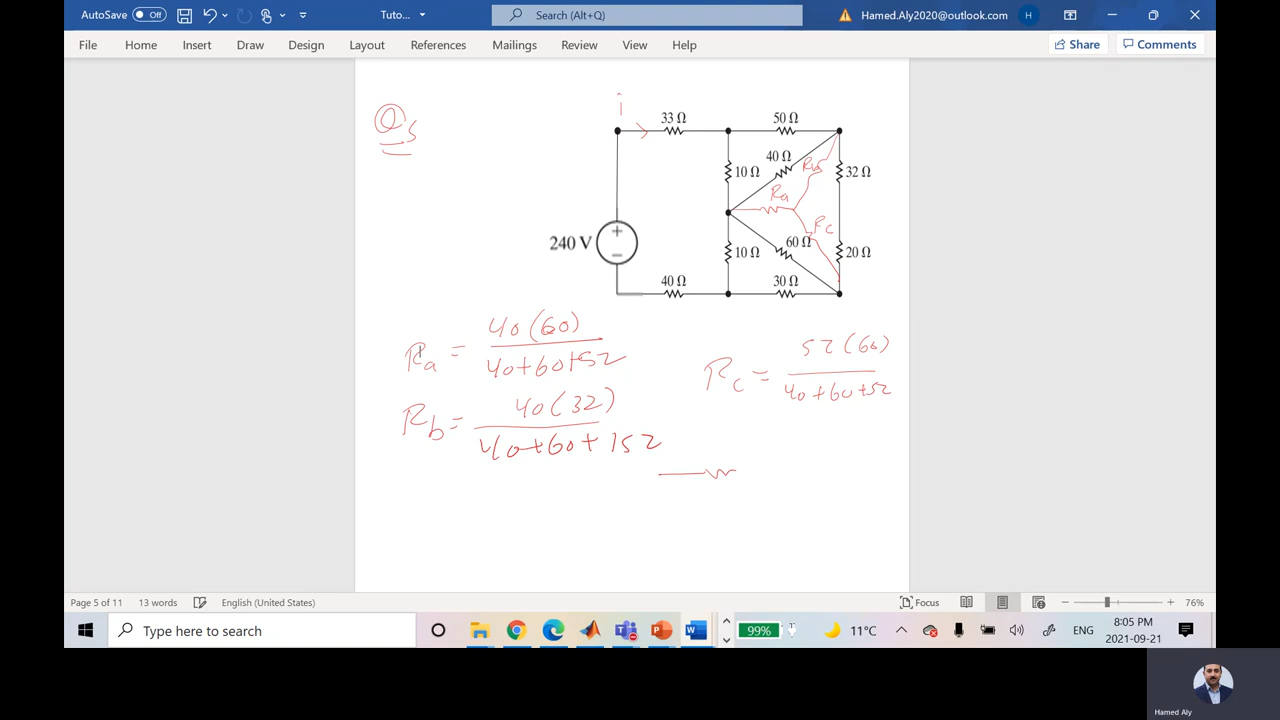 AutoSave Off Tuto... Search (Alt+Q) Hamed.Aly2020@outlook.com H
File Home Insert Draw Design Layout References Mailings Review View Help Share Comments
Q5
i
33 Ω 50 Ω
40 Ω
10 Ω Rb 32 Ω
Ra
Rc
240 V 10 Ω 60 Ω 20 Ω
40 Ω 30 Ω
Ra = 40(60) / 40+60+52
Rc = 52(60) / 40+60+52
Rb = 40(32) / 40+60+152
Page 5 of 11 13 words English (United States) Focus 76%
Type here to search 99% 11°C ENG 8:05 PM
2021-09-21
Hamed Aly